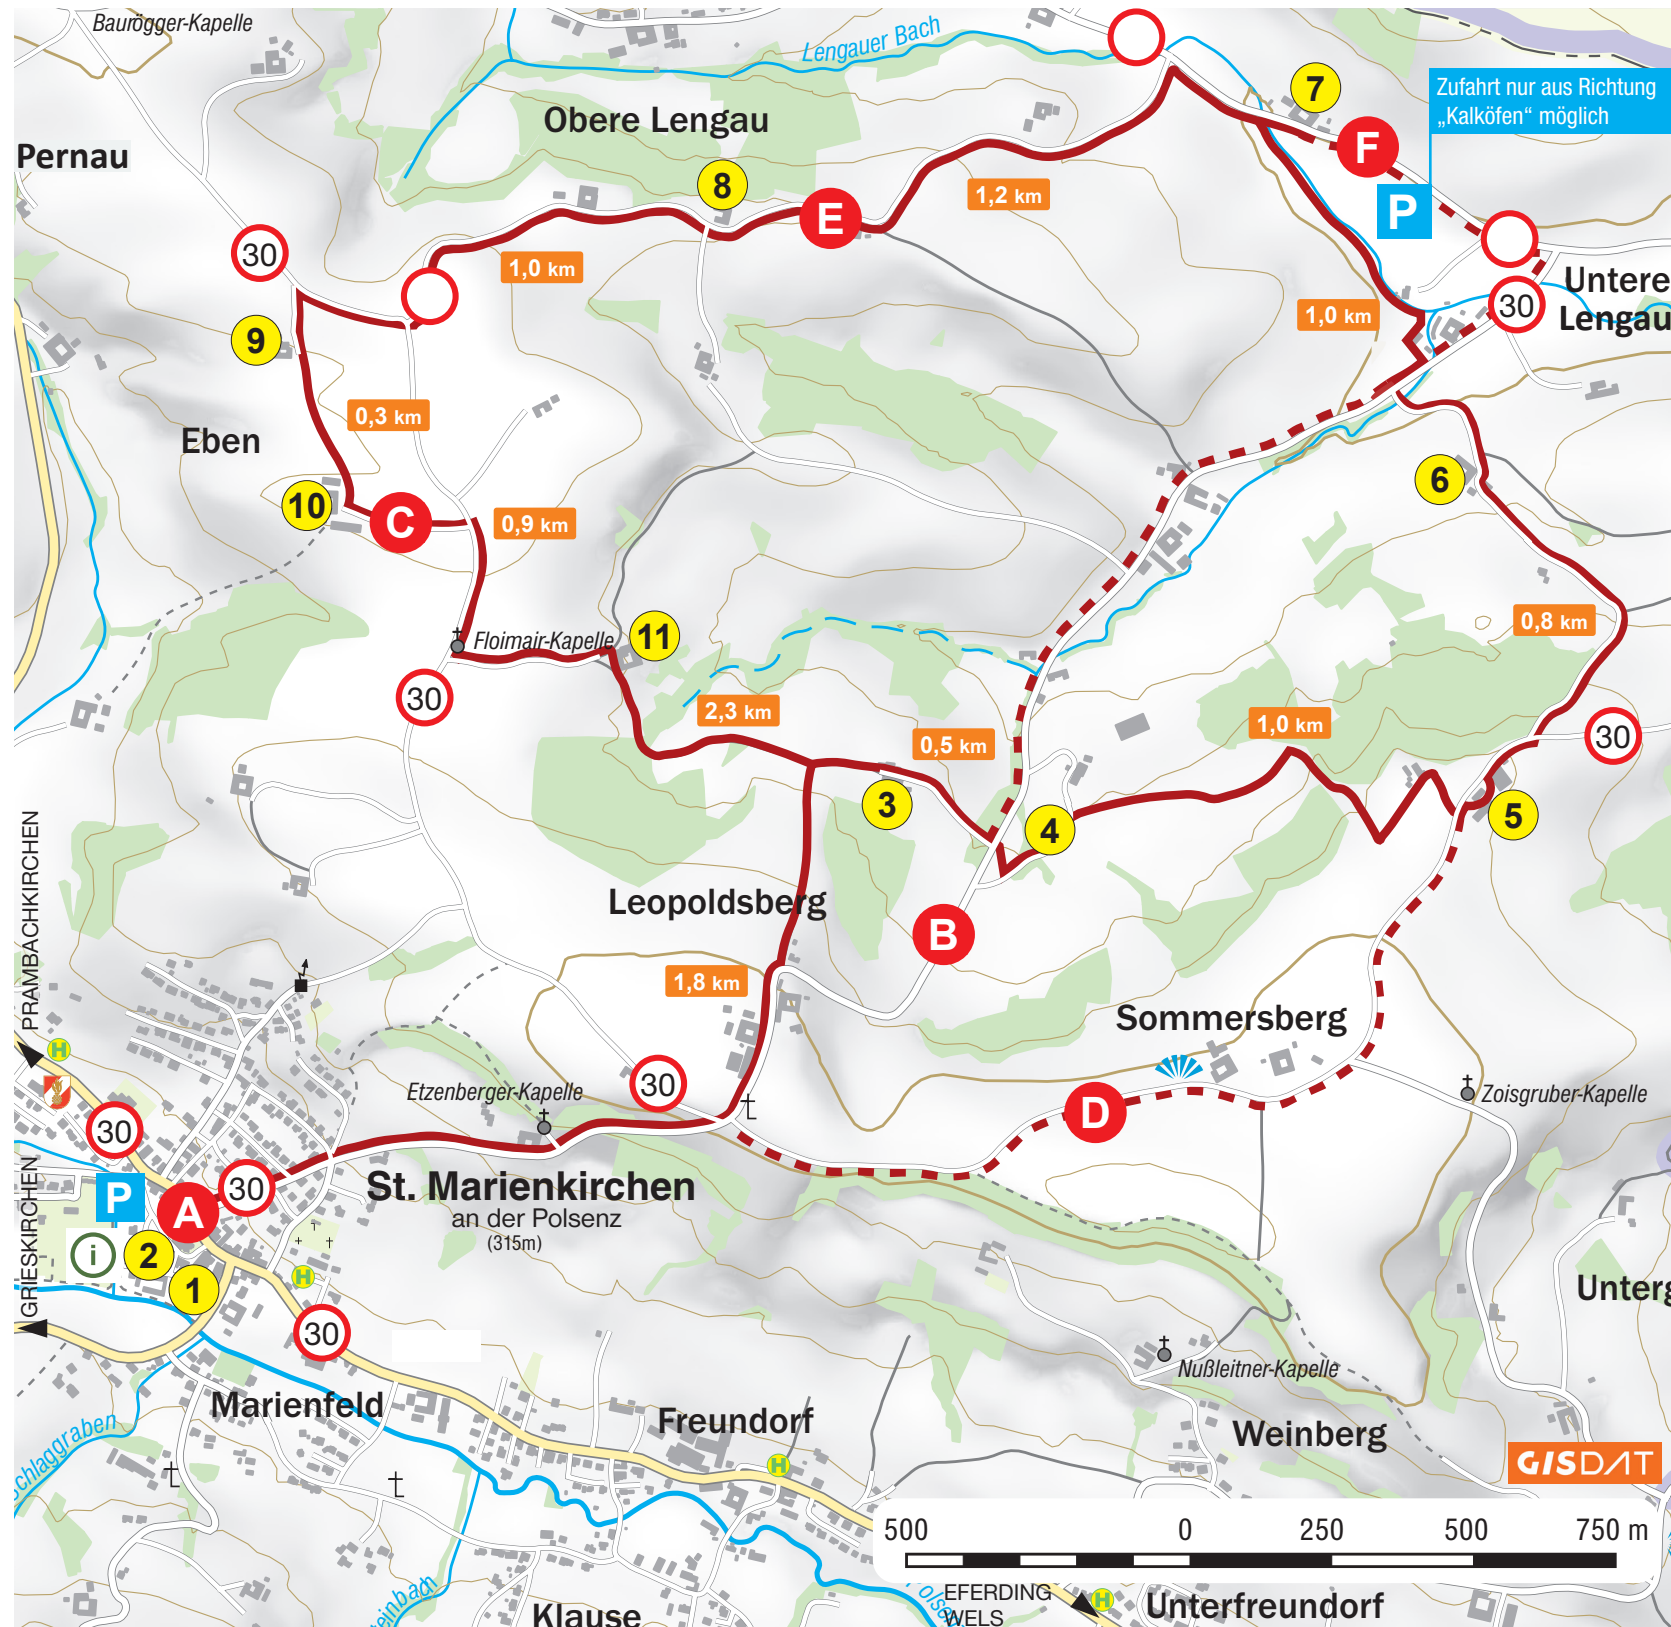 Baurögger-Kapelle
Lengauer Bach
7
Zufahrt nur aus Richtung
„Kalköfen“ möglich
Obere Lengau
F
Pernau
8
1,2 km
P
E
30
1,0 km
Untere
Lengau
30
1,0 km
9
0,3 km
Eben
6
10
C
0,9 km
0,8 km
11
Floimair-Kapelle
30
2,3 km
1,0 km
0,5 km
30
3
5
4
PRAMBACHKIRCHEN
Leopoldsberg
B
1,8 km
Sommersberg
H
30
Etzenberger-Kapelle
Zoisgruber-Kapelle
D
30
GRIESKIRCHEN
P
30
A
St. Marienkirchen
an der Polsenz
(315m)
i
2
1
H
Unterg
30
Nußleitner-Kapelle
Marienfeld
Freundorf
Weinberg
Schlaggraben
H
GISDAT
500
0
250
500
750 m
einbach
Polsen
EFERDING
WELS
H
Unterfreundorf
Klause